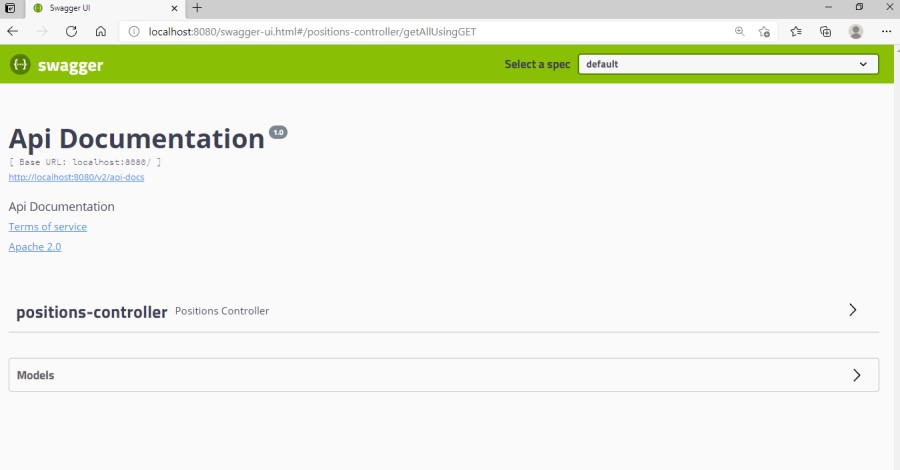 Swagger UI
localhost:8080/swagger-ui.html#/positions-controller/getAllUsingGET
swagger
Select a spec
default
Api Documentation 1.0
[ Base URL: localhost:8080/ ]
http://localhost:8080/v2/api-docs
Api Documentation
Terms of service
Apache 2.0
positions-controller Positions Controller
Models